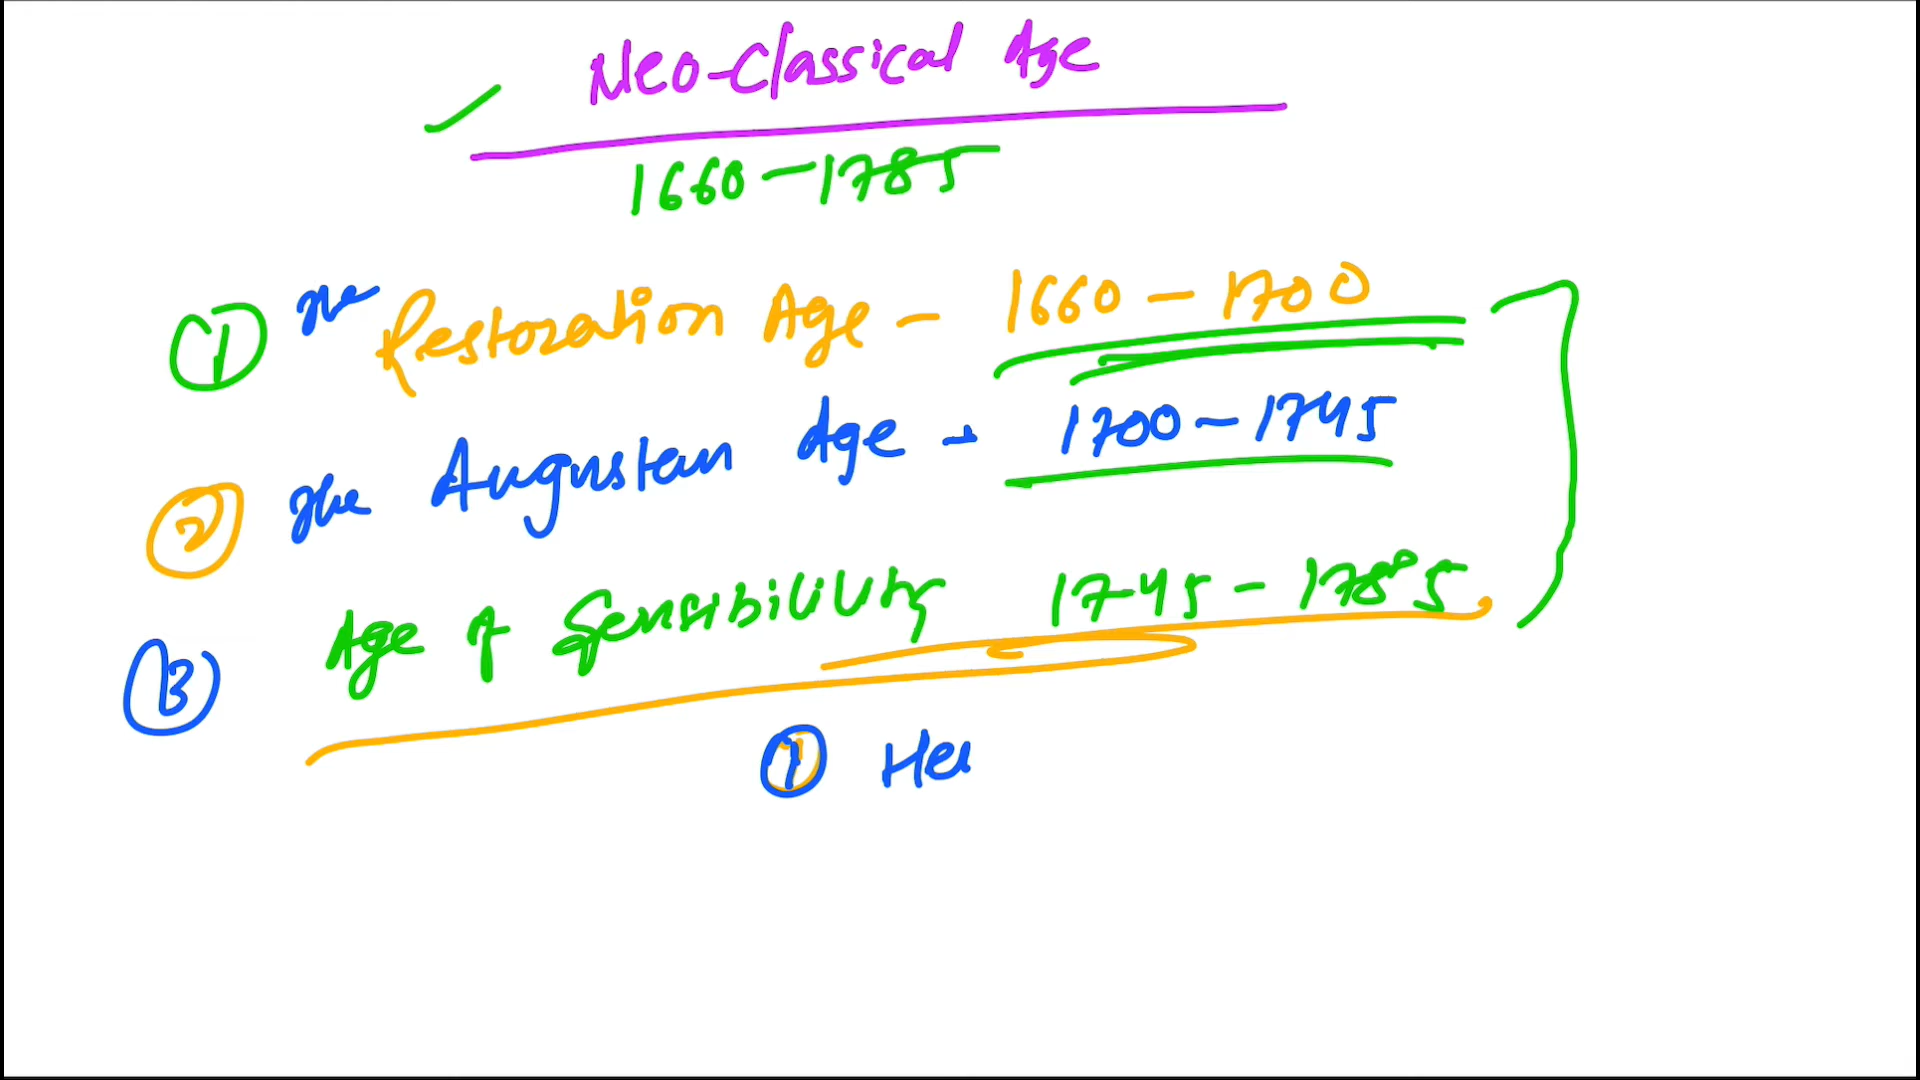 Neo-Classical Age
1660-1785
① The Restoration Age - 1660-1700
② The Augustan Age - 1700-1745
③ Age of Sensibility 1745-1785
① He